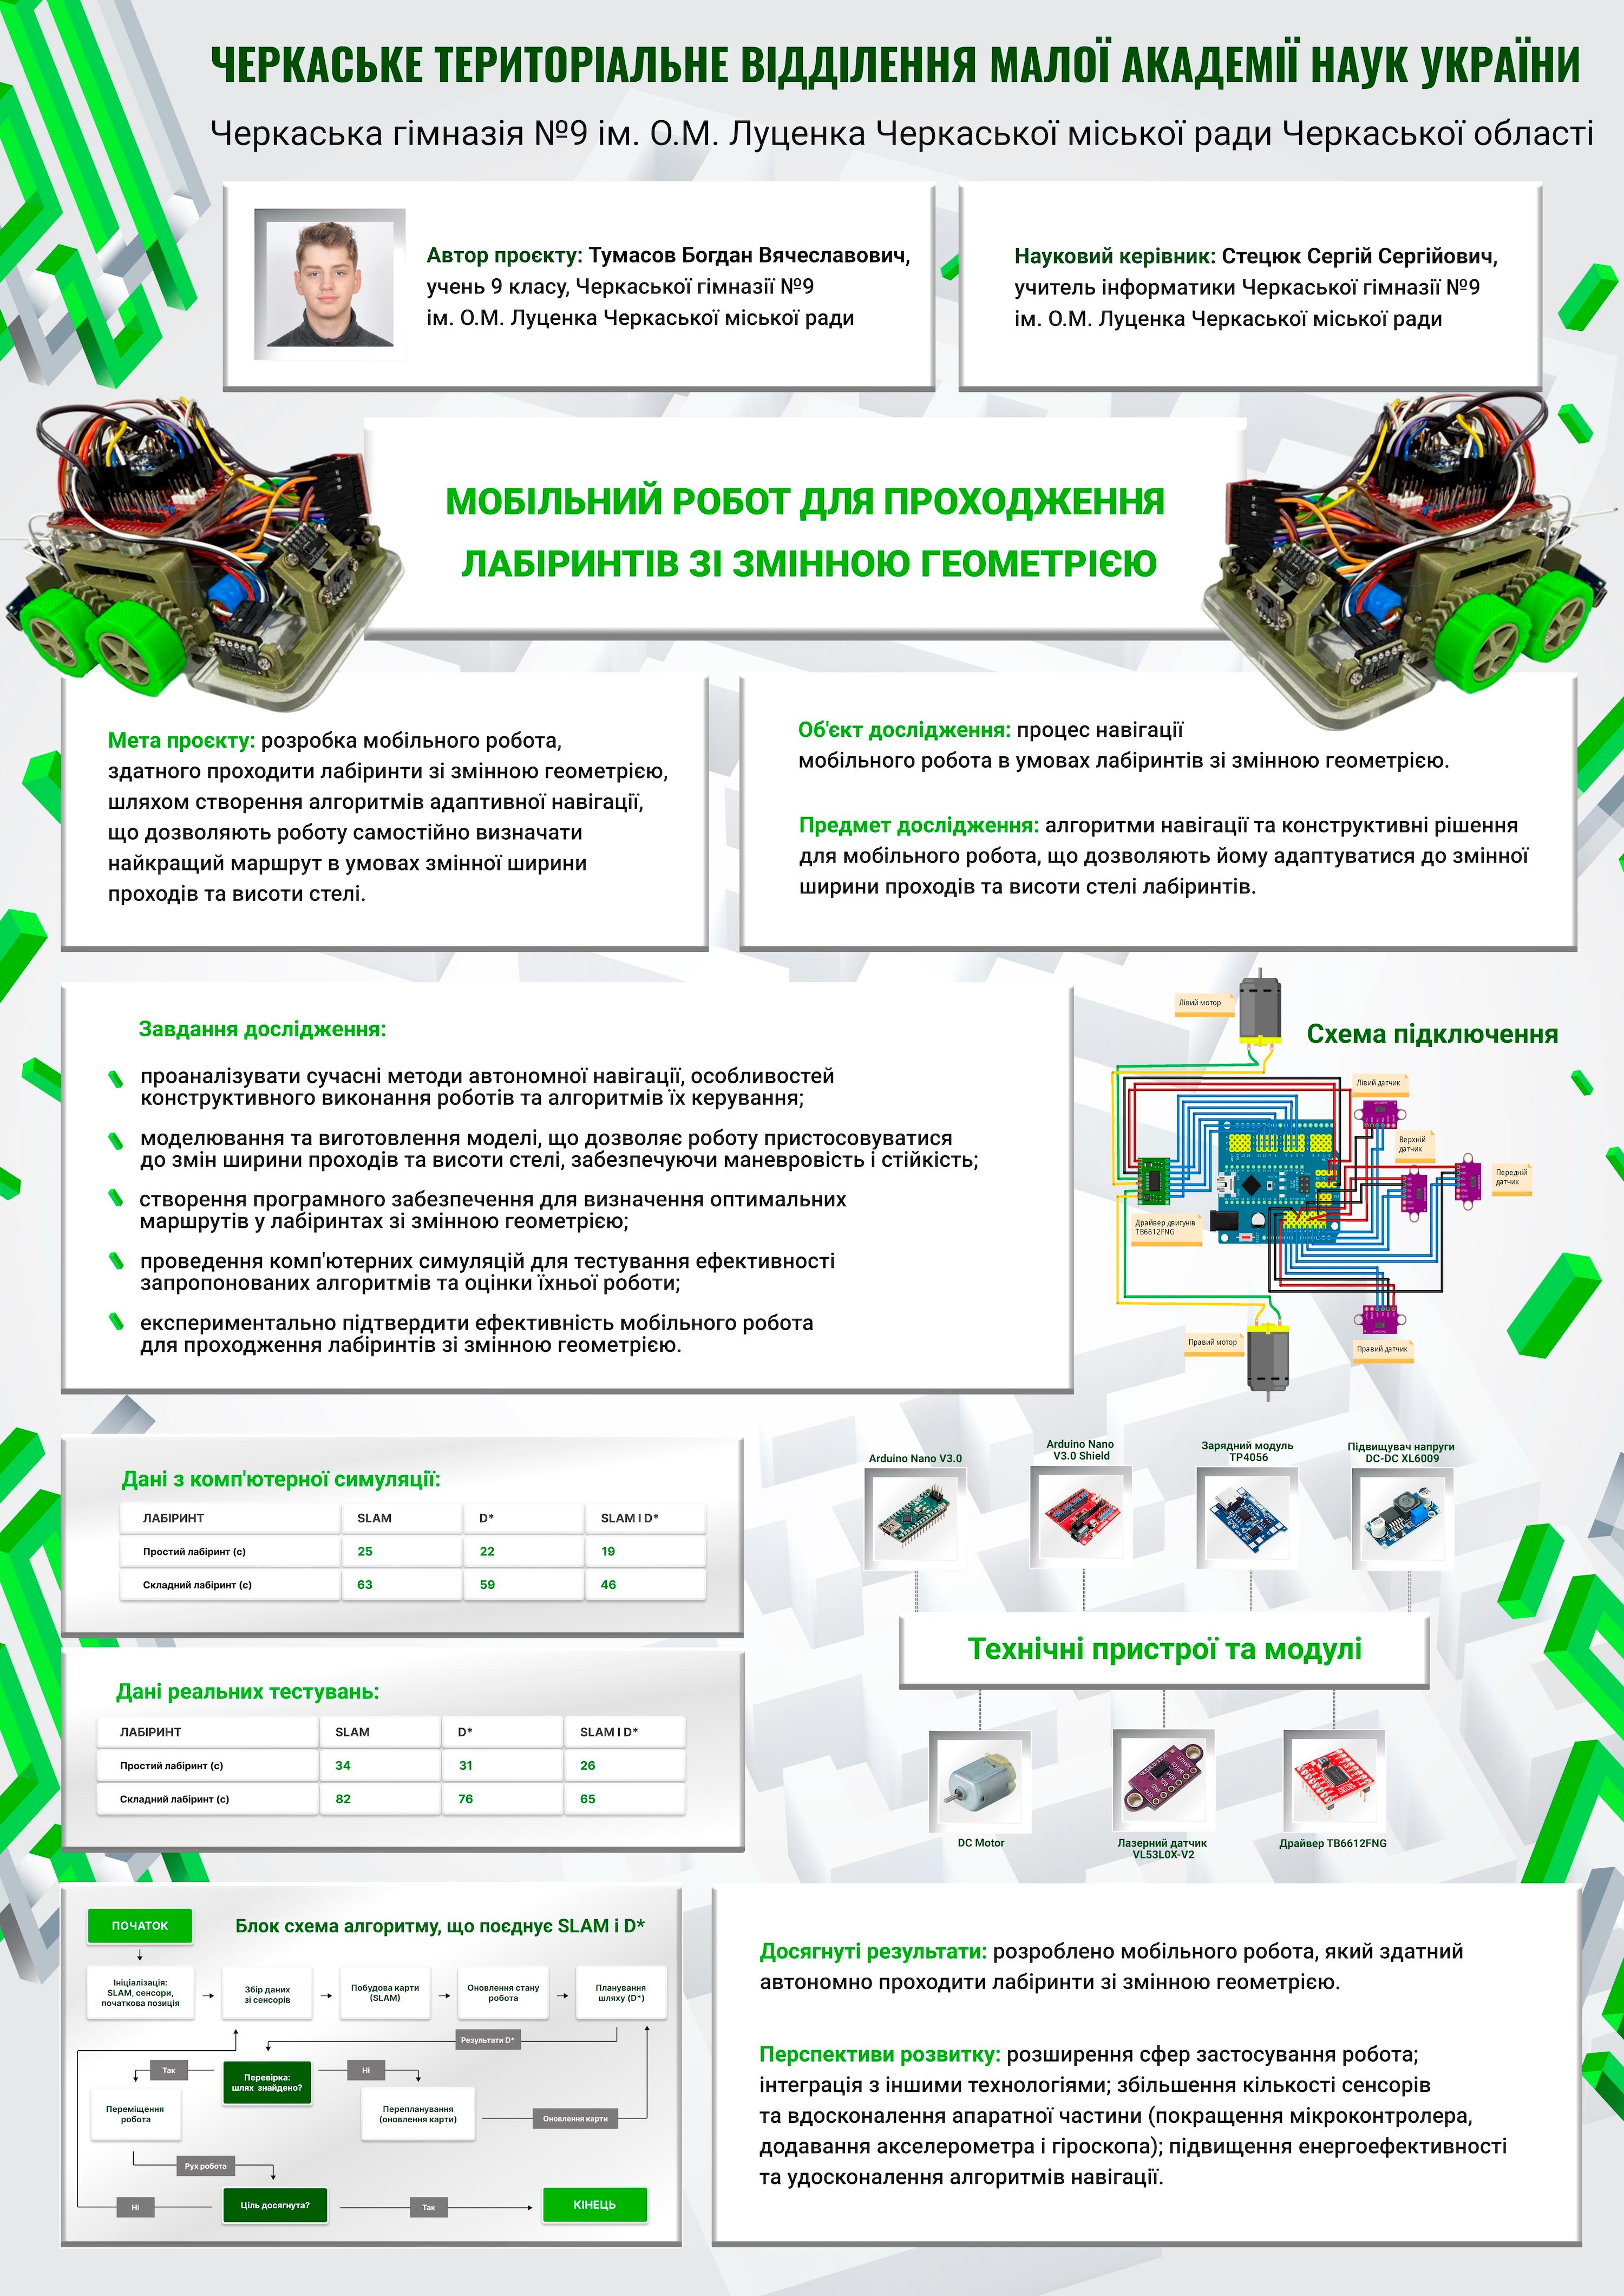 ЧЕРКАСЬКЕ ТЕРИТОРІАЛЬНЕ ВІДДІЛЕННЯ МАЛОЇ АКАДЕМІЇ НАУК УКРАЇНИ
Черкаська гімназія №9 ім. О.М. Луценка Черкаської міської ради Черкаської області
Автор проєкту: Тумасов Богдан Вячеславович,
учень 9 класу, Черкаської гімназії №9
ім. О.М. Луценка Черкаської міської ради
Науковий керівник: Стецюк Сергій Сергійович,
учитель інформатики Черкаської гімназії №9
ім. О.М. Луценка Черкаської міської ради
МОБІЛЬНИЙ РОБОТ ДЛЯ ПРОХОДЖЕННЯ
ЛАБІРИНТІВ ЗІ ЗМІННОЮ ГЕОМЕТРІЄЮ
Мета проєкту: розробка мобільного робота,
здатного проходити лабіринти зі змінною геометрією,
шляхом створення алгоритмів адаптивної навігації,
що дозволяють роботу самостійно визначати
найкращий маршрут в умовах змінної ширини
проходів та висоти стелі.
Об'єкт дослідження: процес навігації
мобільного робота в умовах лабіринтів зі змінною геометрією.
Предмет дослідження: алгоритми навігації та конструктивні рішення
для мобільного робота, що дозволяють йому адаптуватися до змінної
ширини проходів та висоти стелі лабіринтів.
Завдання дослідження:
проаналізувати сучасні методи автономної навігації, особливостей
конструктивного виконання роботів та алгоритмів їх керування;
моделювання та виготовлення моделі, що дозволяє роботу пристосовуватися
до змін ширини проходів та висоти стелі, забезпечуючи маневровість і стійкість;
створення програмного забезпечення для визначення оптимальних
маршрутів у лабіринтах зі змінною геометрією;
проведення комп'ютерних симуляцій для тестування ефективності
запропонованих алгоритмів та оцінки їхньої роботи;
експериментально підтвердити ефективність мобільного робота
для проходження лабіринтів зі змінною геометрією.
Схема підключення
Лівий мотор
Лівий датчик
Верхній
датчик
Передній
датчик
Драйвер двигунів
TB6612FNG
Правий мотор
Правий датчик
Дані з комп'ютерної симуляції:
ЛАБІРИНТ SLAM D* SLAM І D*
Простий лабіринт (с) 25 22 19
Складний лабіринт (с) 63 59 46
Дані реальних тестувань:
ЛАБІРИНТ SLAM D* SLAM І D*
Простий лабіринт (с) 34 31 26
Складний лабіринт (с) 82 76 65
Arduino Nano V3.0
Arduino Nano
V3.0 Shield
Зарядний модуль
TP4056
Підвищувач напруги
DC-DC XL6009
Технічні пристрої та модулі
DC Motor
Лазерний датчик
VL53L0X-V2
Драйвер TB6612FNG
ПОЧАТОК
Блок схема алгоритму, що поєднує SLAM і D*
Ініціалізація:
SLAM, сенсори,
початкова позиція
Збір даних
зі сенсорів
Побудова карти
(SLAM)
Оновлення стану
робота
Планування
шляху (D*)
Результати D*
Так
Перевірка:
шлях знайдено?
Ні
Переміщення
робота
Перепланування
(оновлення карти)
Оновлення карти
Рух робота
Ні
Ціль досягнута?
Так
КІНЕЦЬ
Досягнуті результати: розроблено мобільного робота, який здатний
автономно проходити лабіринти зі змінною геометрією.
Перспективи розвитку: розширення сфер застосування робота;
інтеграція з іншими технологіями; збільшення кількості сенсорів
та вдосконалення апаратної частини (покращення мікроконтролера,
додавання акселерометра і гіроскопа); підвищення енергоефективності
та удосконалення алгоритмів навігації.